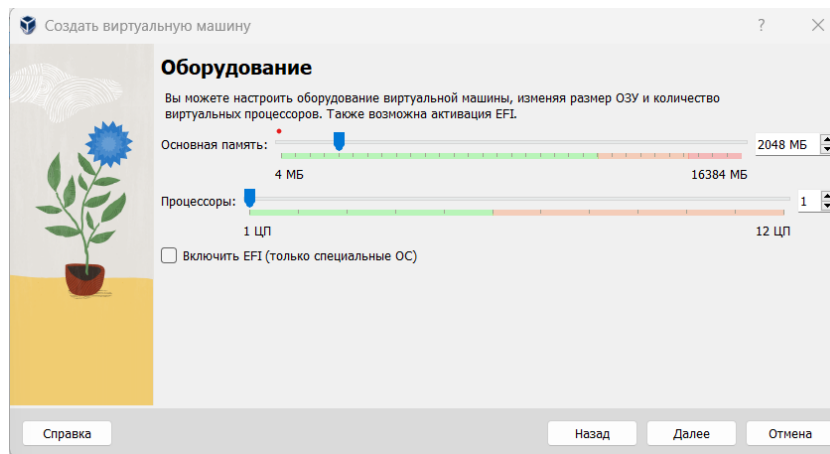 Создать виртуальную машину
?
Оборудование
Вы можете настроить оборудование виртуальной машины, изменяя размер ОЗУ и количество
виртуальных процессоров. Также возможна активация EFI.
Основная память:
2048 МБ
4 МБ
16384 МБ
Процессоры:
1
1 ЦП
12 ЦП
Включить EFI (только специальные ОС)
Справка
Назад
Далее
Отмена